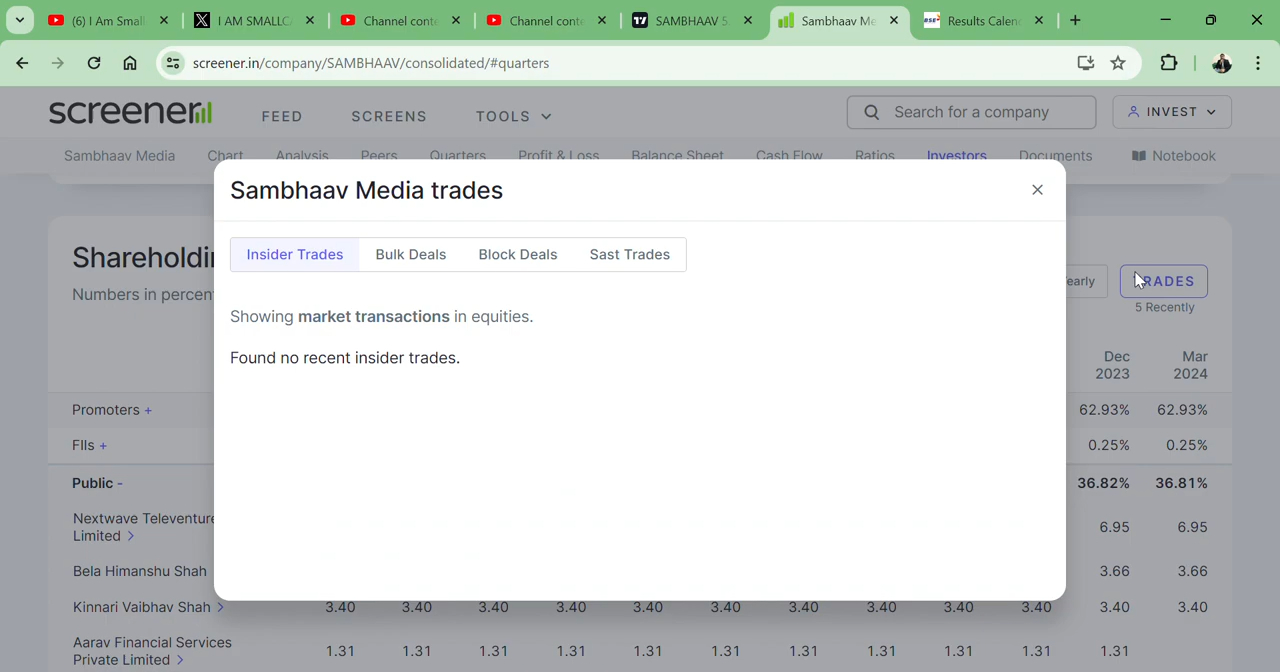 (6) I Am Small
I AM SMALLC
Channel conte
Channel conte
SAMBHAAV 5.
Sambhaav Me
BSE
Results Calend
screener.in/company/SAMBHAAV/consolidated/#quarters
screener
FEED
SCREENS
TOOLS
Search for a company
INVEST
Sambhaav Media
Chart
Analysis
Peers
Quarters
Profit & Loss
Balance Sheet
Cash Flow
Ratios
Investors
Documents
Notebook
Sambhaav Media trades
Insider Trades
Bulk Deals
Block Deals
Sast Trades
Showing market transactions in equities.
Found no recent insider trades.
Shareholdin
Numbers in percent
early
RADES
5 Recently
Dec 2023
Mar 2024
Promoters +
62.93% 62.93%
FIIs +
0.25% 0.25%
Public -
36.82% 36.81%
Nextwave Televenture
Limited >
6.95 6.95
Bela Himanshu Shah
3.66 3.66
Kinnari Vaibhav Shah > 3.40 3.40 3.40 3.40 3.40 3.40 3.40 3.40 3.40 3.40 3.40 3.40
Aarav Financial Services
Private Limited >
1.31 1.31 1.31 1.31 1.31 1.31 1.31 1.31 1.31 1.31 1.31